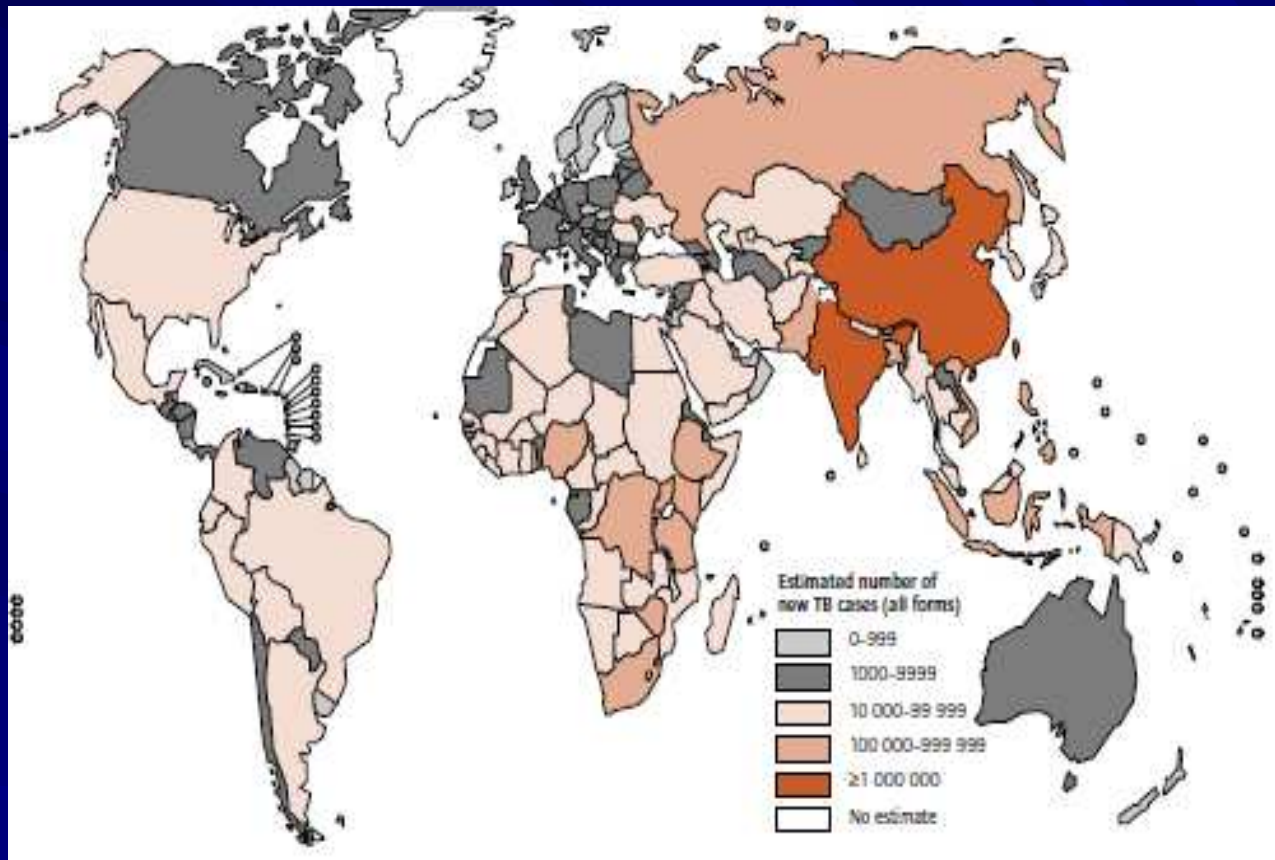 Estimated number of
new TB cases (all forms)
0–999
1000–9999
10 000–99 999
100 000–999 999
≥1 000 000
No estimate